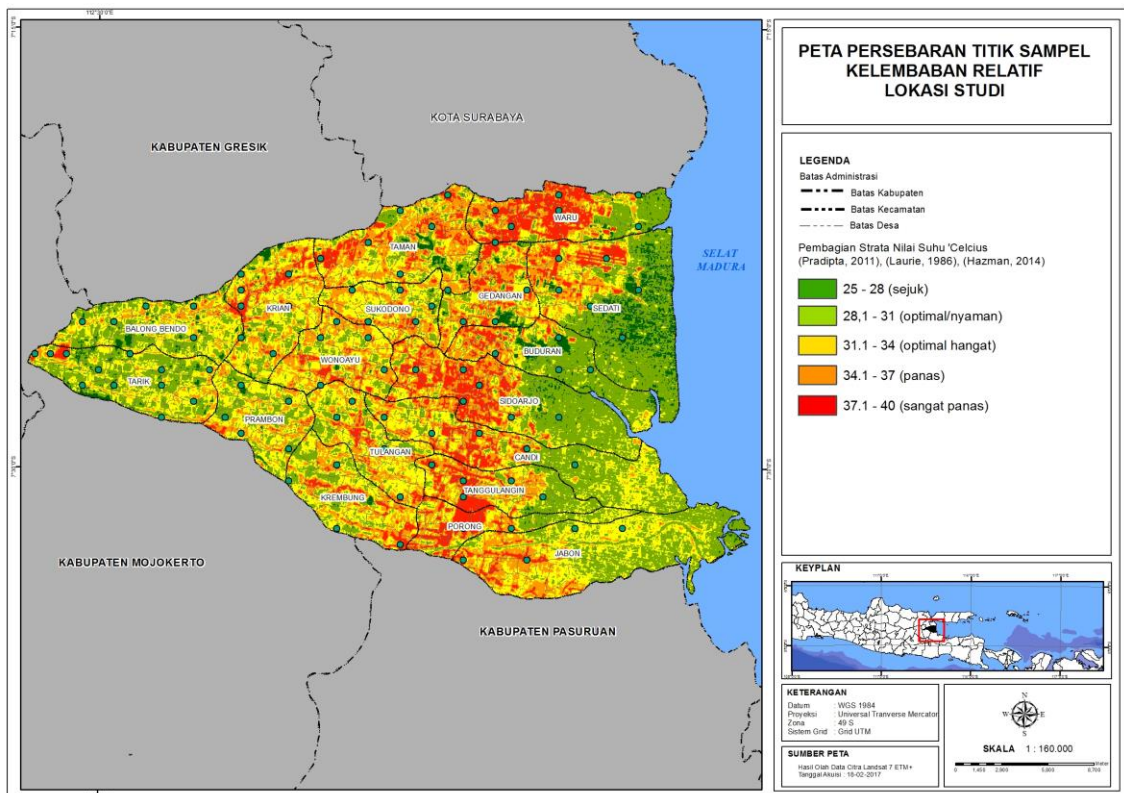 PETA PERSEBARAN TITIK SAMPEL
KELEMBABAN RELATIF
LOKASI STUDI
LEGENDA
Batas Administrasi
Batas Kabupaten
Batas Kecamatan
Batas Desa
Pembagian Strata Nilai Suhu 'Celcius
(Pradipta, 2011), (Laurie, 1986), (Hazman, 2014)
25 - 28 (sejuk)
28,1 - 31 (optimal/nyaman)
31.1 - 34 (optimal hangat)
34.1 - 37 (panas)
37.1 - 40 (sangat panas)
KOTA SURABAYA
KABUPATEN GRESIK
WARU
TAMAN
SELAT
MADURA
GEDANGAN
SEDATI
KRIAN
SUKODONO
BALONG BENDO
BUDURAN
WONOAYU
TARIK
SIDOARJO
PRAMBON
TULANGAN
CANDI
TANGGULANGIN
KREMBUNG
PORONG
JABON
KABUPATEN MOJOKERTO
KABUPATEN PASURUAN
KEYPLAN
KETERANGAN
Datum : WGS 1984
Proyeksi : Universal Tranverse Mercator
Zona : 49 S
Sistem Grid : Grid UTM
SUMBER PETA
Hasil Olah Data Citra Landsat 7 ETM+
Tanggal Akuisi : 18-02-2017
N
W E
S
SKALA 1 : 160.000